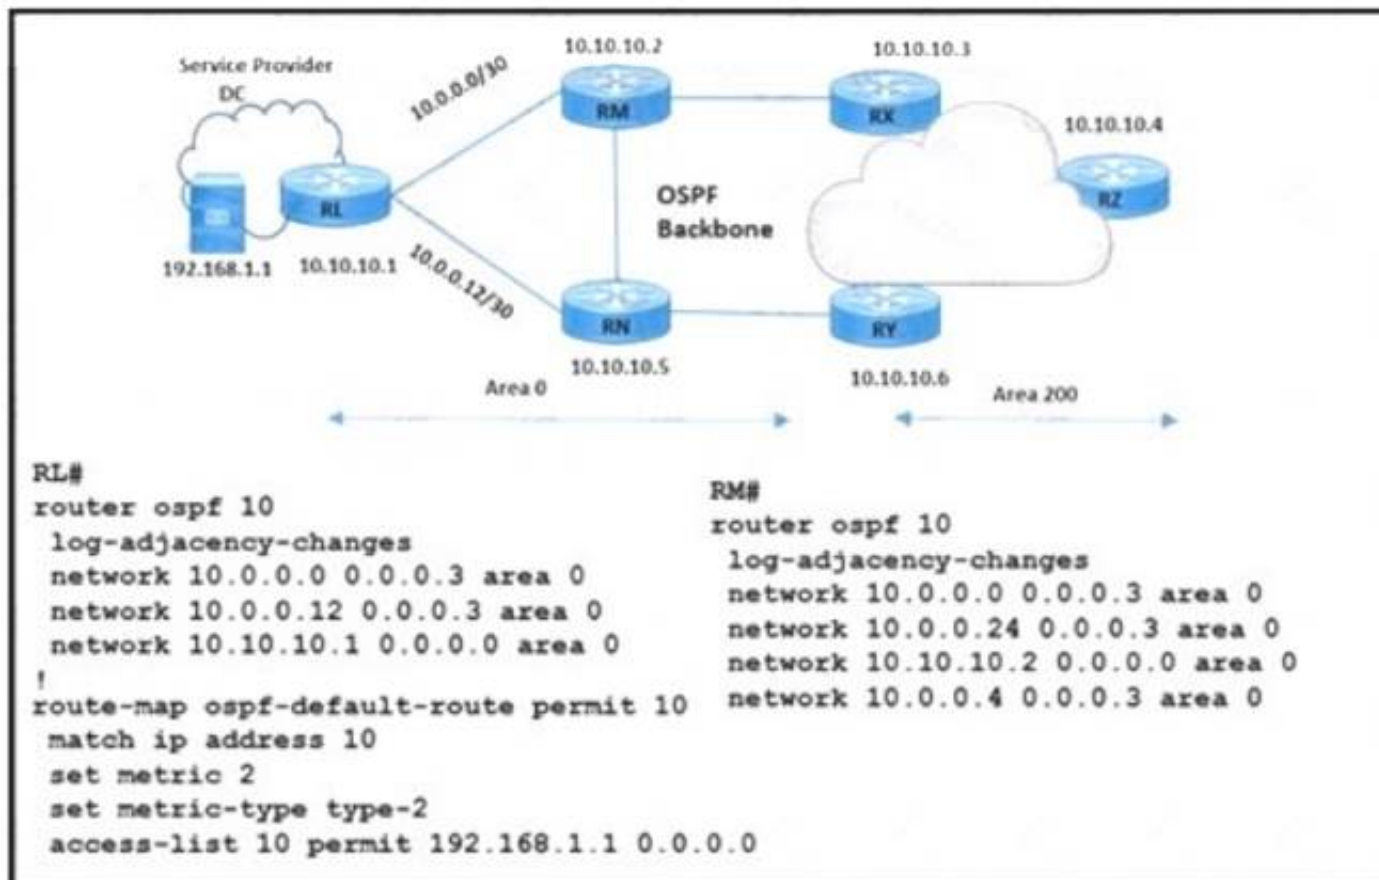 10.10.10.2
10.10.10.3
Service Provider
DC
10.0.0.0/30
RM
RX
10.10.10.4
RL
OSPF
Backbone
RZ
192.168.1.1
10.10.10.1
10.0.0.12/30
RN
RY
10.10.10.5
10.10.10.6
Area 0
Area 200
RL#
router ospf 10
log-adjacency-changes
network 10.0.0.0 0.0.0.3 area 0
network 10.0.0.12 0.0.0.3 area 0
network 10.10.10.1 0.0.0.0 area 0
!
route-map ospf-default-route permit 10
match ip address 10
set metric 2
set metric-type type-2
access-list 10 permit 192.168.1.1 0.0.0.0
RM#
router ospf 10
log-adjacency-changes
network 10.0.0.0 0.0.0.3 area 0
network 10.0.0.24 0.0.0.3 area 0
network 10.10.10.2 0.0.0.0 area 0
network 10.0.0.4 0.0.0.3 area 0